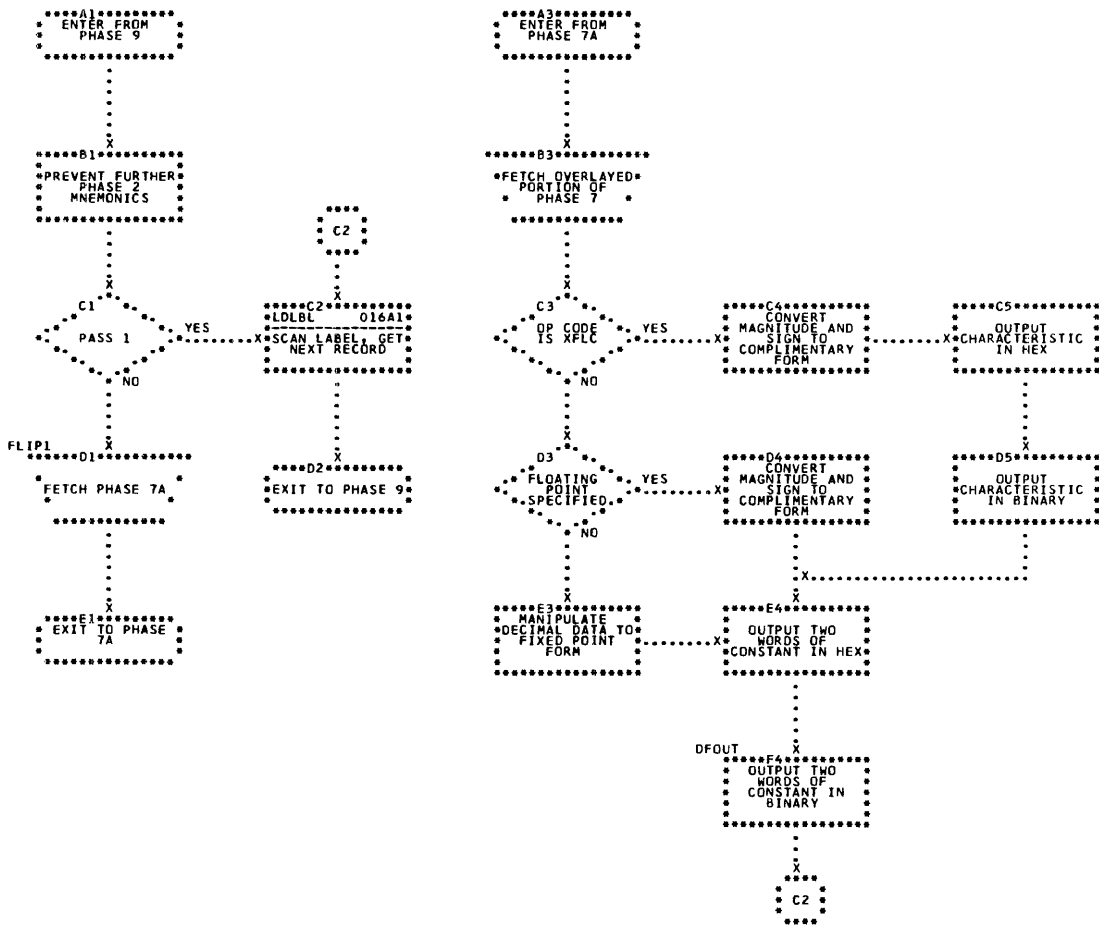 A1
ENTER FROM
PHASE 9
B1
PREVENT FURTHER
PHASE 2
MNEMONICS
C1
PASS 1
YES
NO
FLIP1
D1
FETCH PHASE 7A
E1
EXIT TO PHASE
7A
C2
C2
LDLBL 016A1
SCAN LABEL, GET
NEXT RECORD
D2
EXIT TO PHASE 9
A3
ENTER FROM
PHASE 7A
B3
FETCH OVERLAYED
PORTION OF
PHASE 7
C3
OP CODE
IS XFLC
YES
NO
C4
CONVERT
MAGNITUDE AND
SIGN TO
COMPLIMENTARY
FORM
C5
OUTPUT
CHARACTERISTIC
IN HEX
D3
FLOATING
POINT
SPECIFIED
YES
NO
D4
CONVERT
MAGNITUDE AND
SIGN TO
COMPLIMENTARY
FORM
D5
OUTPUT
CHARACTERISTIC
IN BINARY
E3
MANIPULATE
DECIMAL DATA TO
FIXED POINT
FORM
E4
OUTPUT TWO
WORDS OF
CONSTANT IN HEX
DFOUT
F4
OUTPUT TWO
WORDS OF
CONSTANT IN
BINARY
C2